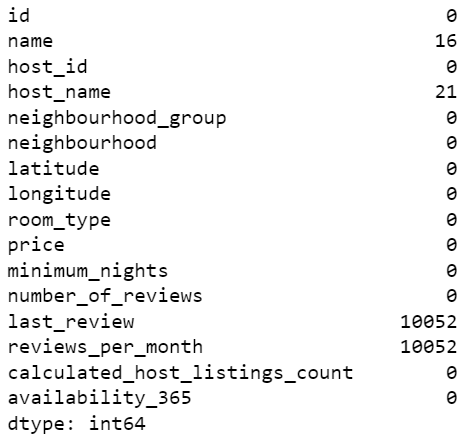 id 0
name 16
host_id 0
host_name 21
neighbourhood_group 0
neighbourhood 0
latitude 0
longitude 0
room_type 0
price 0
minimum_nights 0
number_of_reviews 0
last_review 10052
reviews_per_month 10052
calculated_host_listings_count 0
availability_365 0
dtype: int64